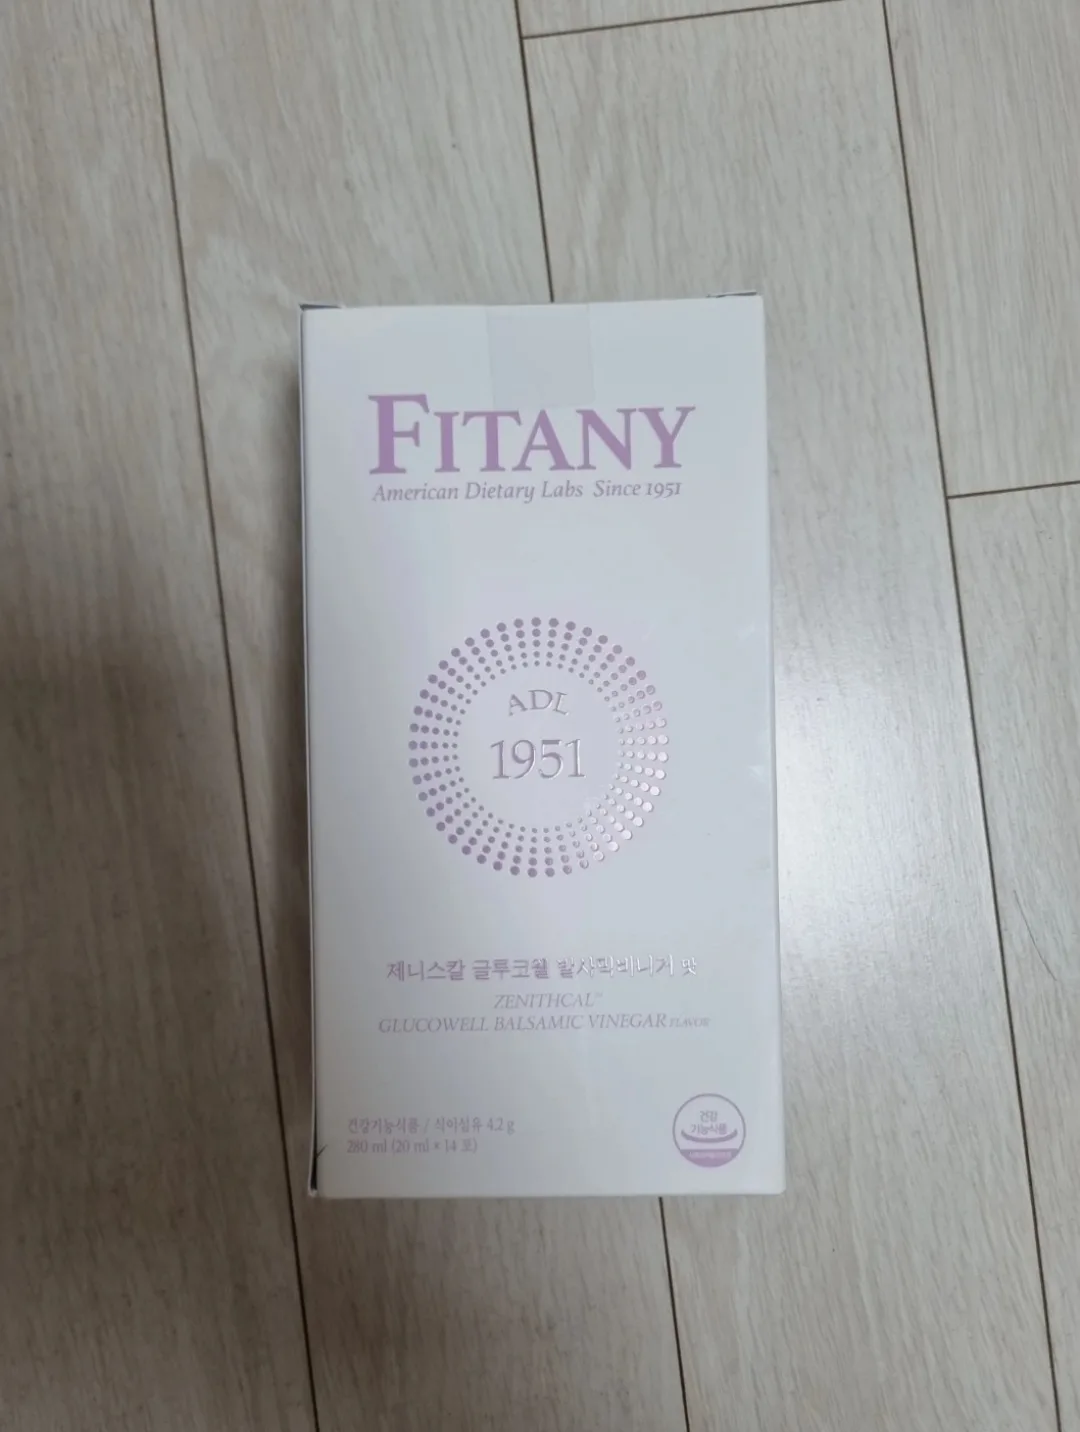 FITANY
American Dietary Labs Since 1951
ADL
1951
제니스칼 글루코웰 발사믹비니거 맛
ZENITHCAL™
GLUCOWELL BALSAMIC VINEGAR FLAVOR
건강기능식품 / 식이섬유 4.2 g
280 ml (20 ml × 14 포)
건강
기능식품